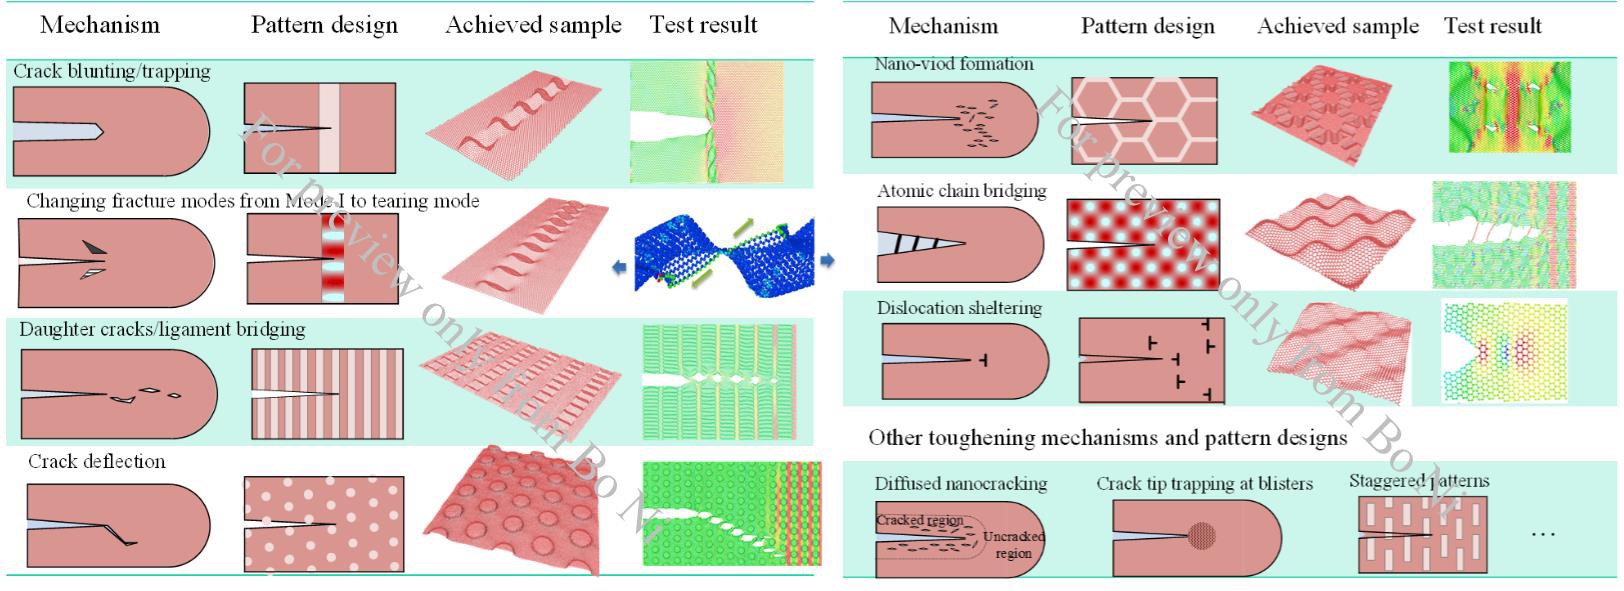 Mechanism Pattern design Achieved sample Test result
Crack blunting/trapping
Changing fracture modes from Mode-I to tearing mode
Daughter cracks/ligament bridging
Crack deflection
For preview only from Bo Ni
Mechanism Pattern design Achieved sample Test result
Nano-viod formation
Atomic chain bridging
Dislocation sheltering
Other toughening mechanisms and pattern designs
Diffused nanocracking Crack tip trapping at blisters Staggered patterns
Cracked region
Uncracked
region
...
For preview only from Bo Ni